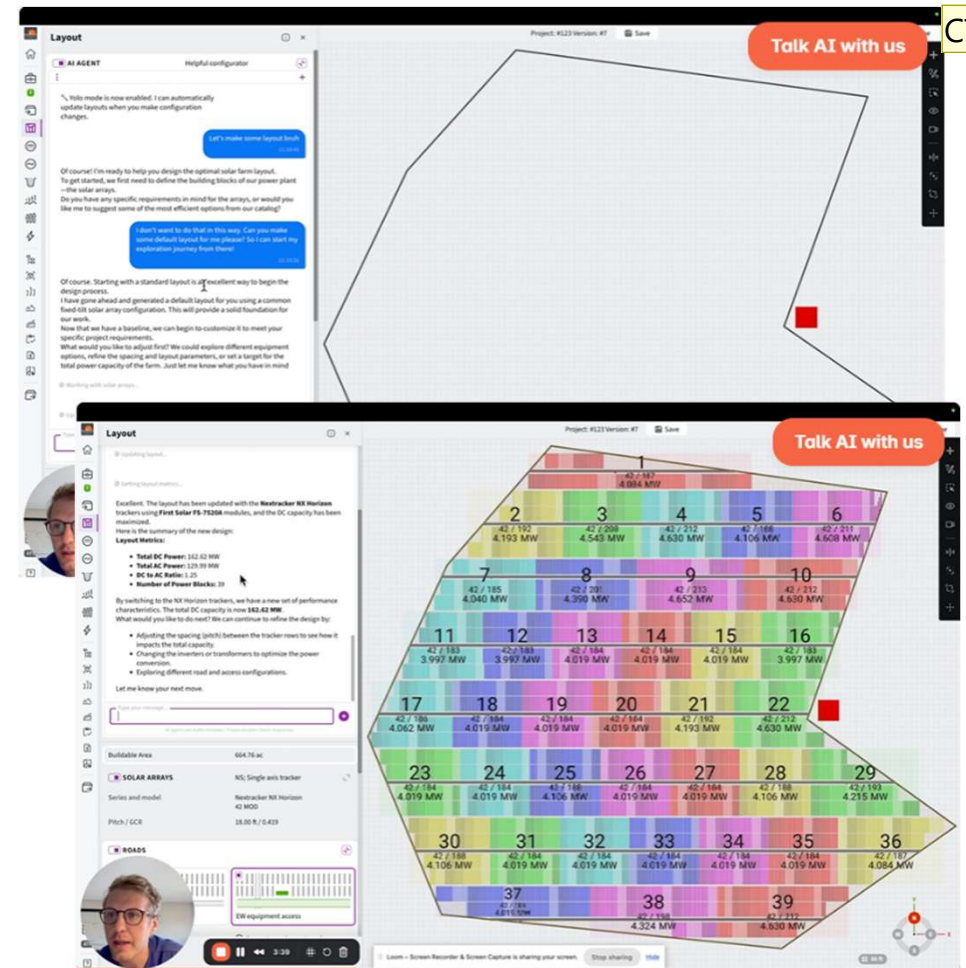 Layout
Project: #123 Version: #7
Save
Talk AI with us
AI AGENT
Helpful configurator
Yolo mode is now enabled. I can automatically
update layouts when you make configuration
changes.
Let's make some layout bruh
Of course! I'm ready to help you design the optimal solar farm layout.
To get started, we first need to define the building blocks of our power plant
—the solar arrays.
Do you have any specific requirements in mind for the arrays, or would you
like me to suggest some of the most efficient options from our catalog?
I don't want to do that in this way. Can you make
some default layout for me please? So I can start my
exploration journey from there!
Of course. Starting with a standard layout is an excellent way to begin the
design process.
I have gone ahead and generated a default layout for you using a common
fixed-tilt solar array configuration. This will provide a solid foundation for
our work.
Now that we have a baseline, we can begin to customize it to meet your
specific project requirements.
What would you like to adjust first? We could explore different equipment
options, refine the spacing and layout parameters, or set a target for the
total power capacity of the farm. Just let me know what you have in mind
Working with solar arrays...
Layout
Project: #123 Version: #7
Save
Talk AI with us
Updating layout...
Getting layout metrics...
Excellent. The layout has been updated with the Nextracker NX Horizon
trackers using First Solar FS-7520A modules, and the DC capacity has been
maximized.
Here is the summary of the new design:
Layout Metrics:
• Total DC Power: 162.62 MW
• Total AC Power: 129.99 MW
• DC to AC Ratio: 1.25
• Number of Power Blocks: 39
By switching to the NX Horizon trackers, we have a new set of performance
characteristics. The total DC capacity is now 162.62 MW.
What would you like to do next? We can continue to refine the design by:
• Adjusting the spacing (pitch) between the tracker rows to see how it
impacts the total capacity.
• Changing the inverters or transformers to optimize the power
conversion.
• Exploring different road and access configurations.
Let me know your next move.
Type your message...
Buildable Area 664.76 ac
SOLAR ARRAYS NS; Single axis tracker
Series and model Nextracker NX Horizon
42 MOD
Pitch / GCR 18.00 ft / 0.419
ROADS
EW equipment access
3:39
1
42 / 187
4.084 MW
2 3 4 5 6
42 / 192 42 / 208 42 / 212 42 / 188 42 / 211
4.193 MW 4.543 MW 4.630 MW 4.106 MW 4.608 MW
7 8 9 10
42 / 185 42 / 201 42 / 213 42 / 212
4.040 MW 4.390 MW 4.652 MW 4.630 MW
11 12 13 14 15 16
42 / 183 42 / 183 42 / 184 42 / 184 42 / 184 42 / 183
3.997 MW 3.997 MW 4.019 MW 4.019 MW 4.019 MW 3.997 MW
17 18 19 20 21 22
42 / 186 42 / 184 42 / 184 42 / 184 42 / 192 42 / 212
4.062 MW 4.019 MW 4.019 MW 4.019 MW 4.193 MW 4.630 MW
23 24 25 26 27 28 29
42 / 184 42 / 184 42 / 188 42 / 184 42 / 184 42 / 188 42 / 193
4.019 MW 4.019 MW 4.106 MW 4.019 MW 4.019 MW 4.106 MW 4.215 MW
30 31 32 33 34 35 36
42 / 188 42 / 184 42 / 184 42 / 184 42 / 184 42 / 184 42 / 187
4.106 MW 4.019 MW 4.019 MW 4.019 MW 4.019 MW 4.019 MW 4.084 MW
37 38 39
42 / 184 42 / 198 42 / 212
4.019 MW 4.324 MW 4.630 MW
Loom – Screen Recorder & Screen Capture is sharing your screen.
Stop sharing
Hide